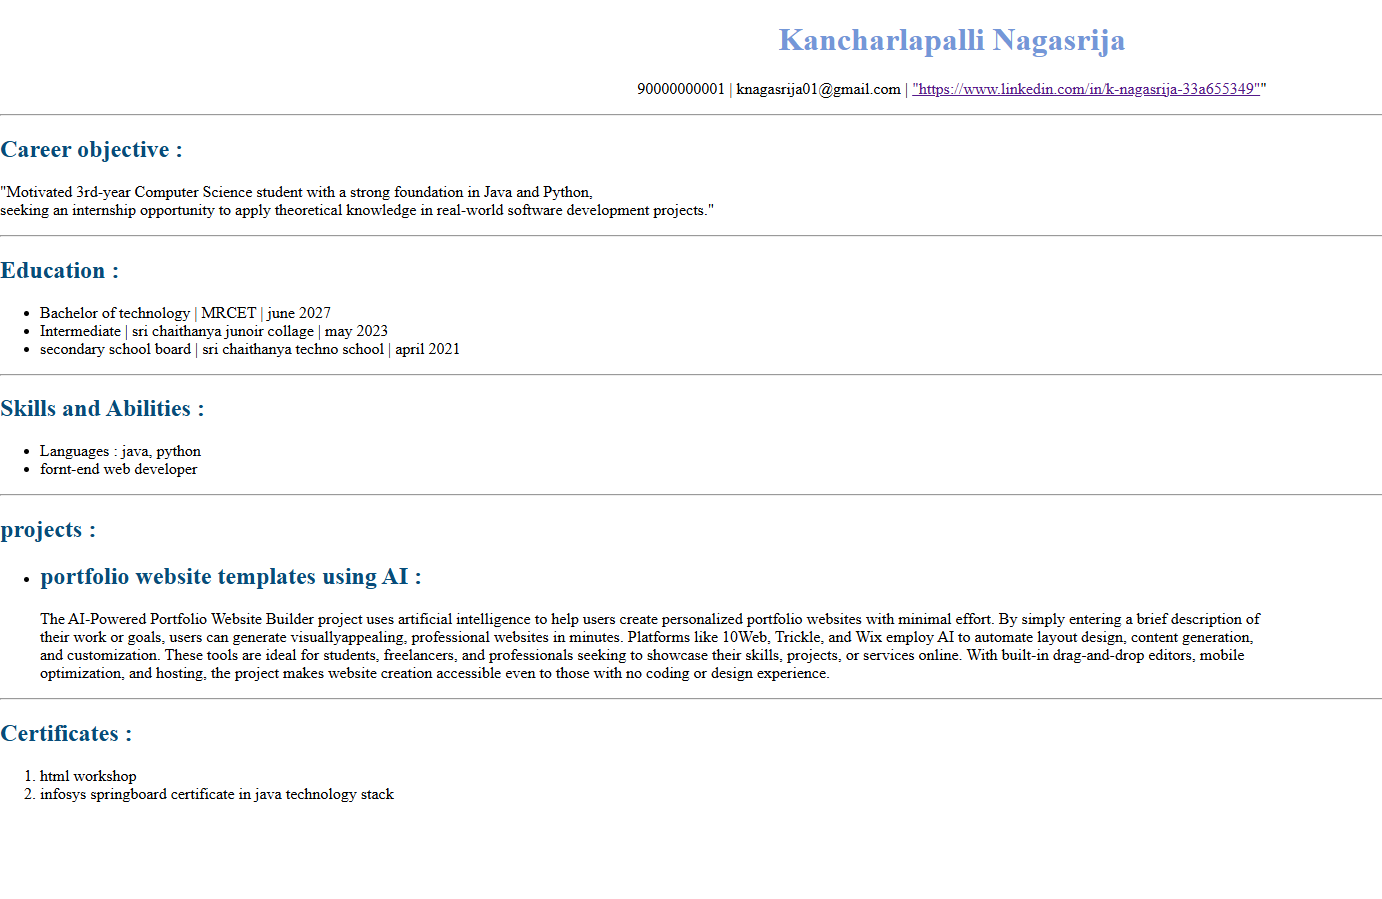 Kancharlapalli Nagasrija
90000000001 | knagasrija01@gmail.com | "https://www.linkedin.com/in/k-nagasrija-33a655349""
Career objective :
"Motivated 3rd-year Computer Science student with a strong foundation in Java and Python,
seeking an internship opportunity to apply theoretical knowledge in real-world software development projects."
Education :
• Bachelor of technology | MRCET | june 2027
• Intermediate | sri chaithanya junoir collage | may 2023
• secondary school board | sri chaithanya techno school | april 2021
Skills and Abilities :
• Languages : java, python
• fornt-end web developer
projects :
• portfolio website templates using AI :
The AI-Powered Portfolio Website Builder project uses artificial intelligence to help users create personalized portfolio websites with minimal effort. By simply entering a brief description of
their work or goals, users can generate visuallyappealing, professional websites in minutes. Platforms like 10Web, Trickle, and Wix employ AI to automate layout design, content generation,
and customization. These tools are ideal for students, freelancers, and professionals seeking to showcase their skills, projects, or services online. With built-in drag-and-drop editors, mobile
optimization, and hosting, the project makes website creation accessible even to those with no coding or design experience.
Certificates :
1. html workshop
2. infosys springboard certificate in java technology stack